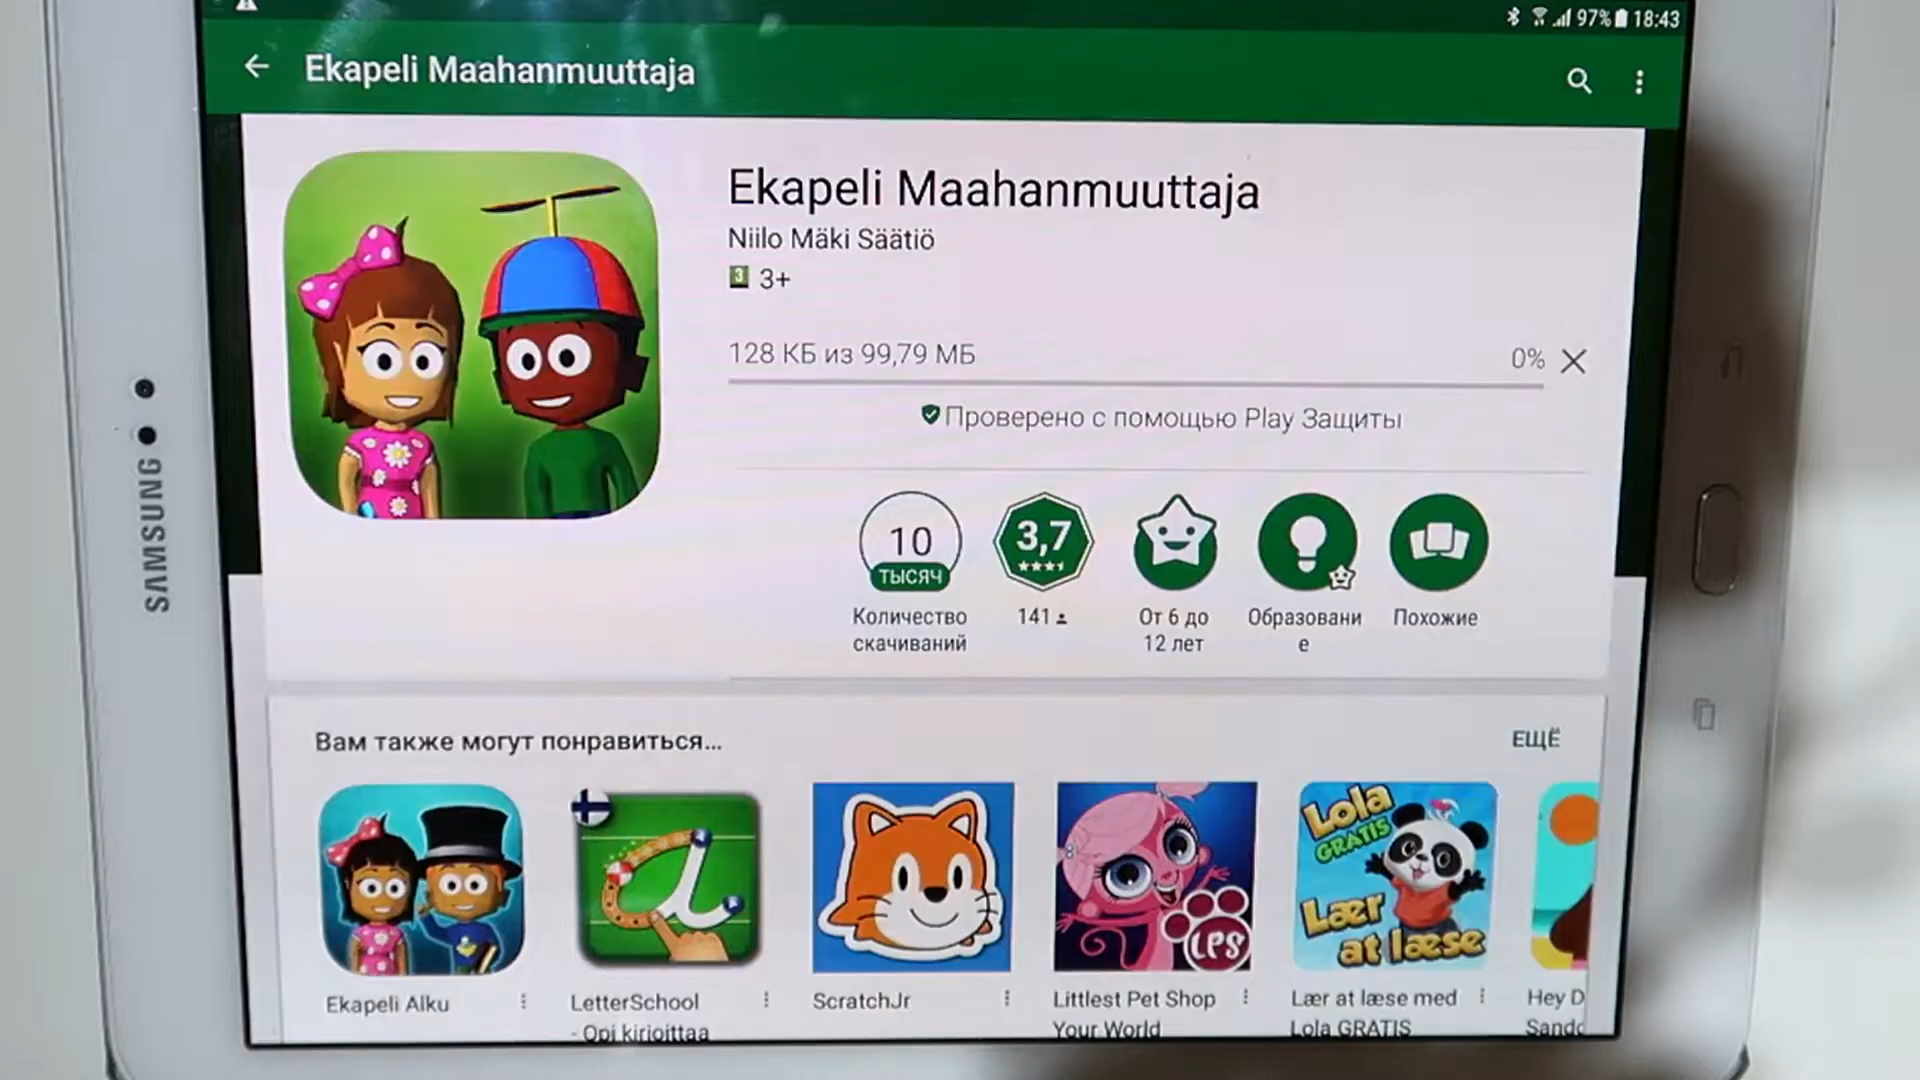 97% 18:43
Ekapeli Maahanmuuttaja
Ekapeli Maahanmuuttaja
Niilo Mäki Säätiö
3 3+
128 КБ из 99,79 МБ 0%
Проверено с помощью Play Защиты
10
ТЫСЯЧ
3,7
Количество
скачиваний
141
От 6 до
12 лет
Образовани
е
Похожие
SAMSUNG
Вам также могут понравиться...
ЕЩЁ
Lola
GRATIS
Lær
at læse
LPS
Ekapeli Alku
LetterSchool
- Opi kirjoittaa
ScratchJr
Littlest Pet Shop
Your World
Lær at læse med
Lola GRATIS
Hey D